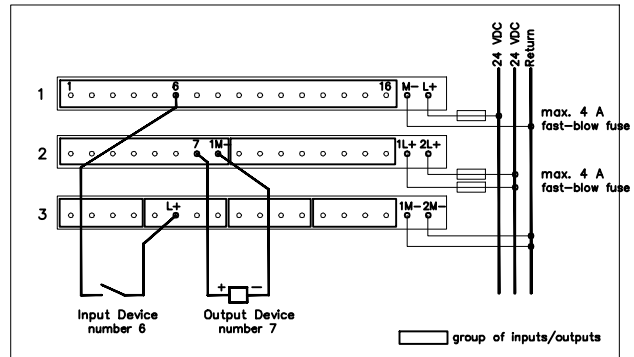 24 VDC
24 VDC
Return
1
1 6 16 M- L+
max. 4 A
fast-blow fuse
2
7 1M- 1L+ 2L+
max. 4 A
fast-blow fuse
3
L+ 1M- 2M-
+ -
Input Device
number 6
Output Device
number 7
group of inputs/outputs